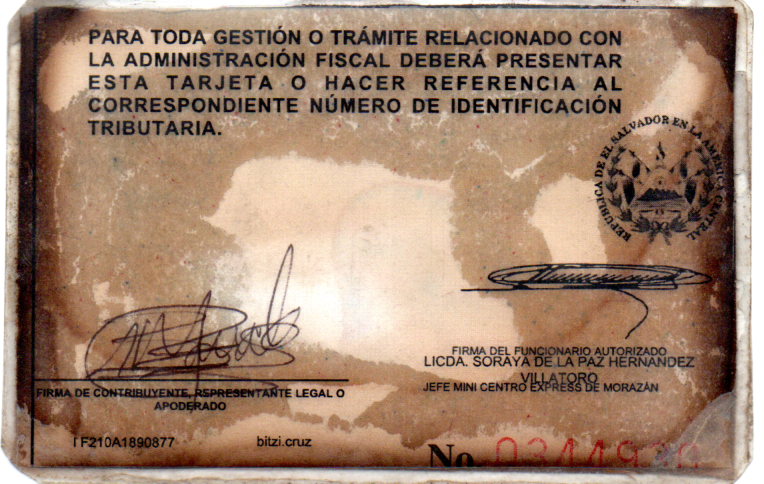 PARA TODA GESTIÓN O TRÁMITE RELACIONADO CON
LA ADMINISTRACIÓN FISCAL DEBERÁ PRESENTAR
ESTA TARJETA O HACER REFERENCIA AL
CORRESPONDIENTE NÚMERO DE IDENTIFICACIÓN
TRIBUTARIA.
REPUBLICA DE EL SALVADOR EN LA AMERICA CENTRAL
FIRMA DEL FUNCIONARIO AUTORIZADO
LICDA. SORAYA DE LA PAZ HERNANDEZ
VILLATORO
JEFE MINI CENTRO EXPRESS DE MORAZÁN
FIRMA DE CONTRIBUYENTE, REPRESENTANTE LEGAL O
APODERADO
F210A1890877
bitzi.cruz
No.